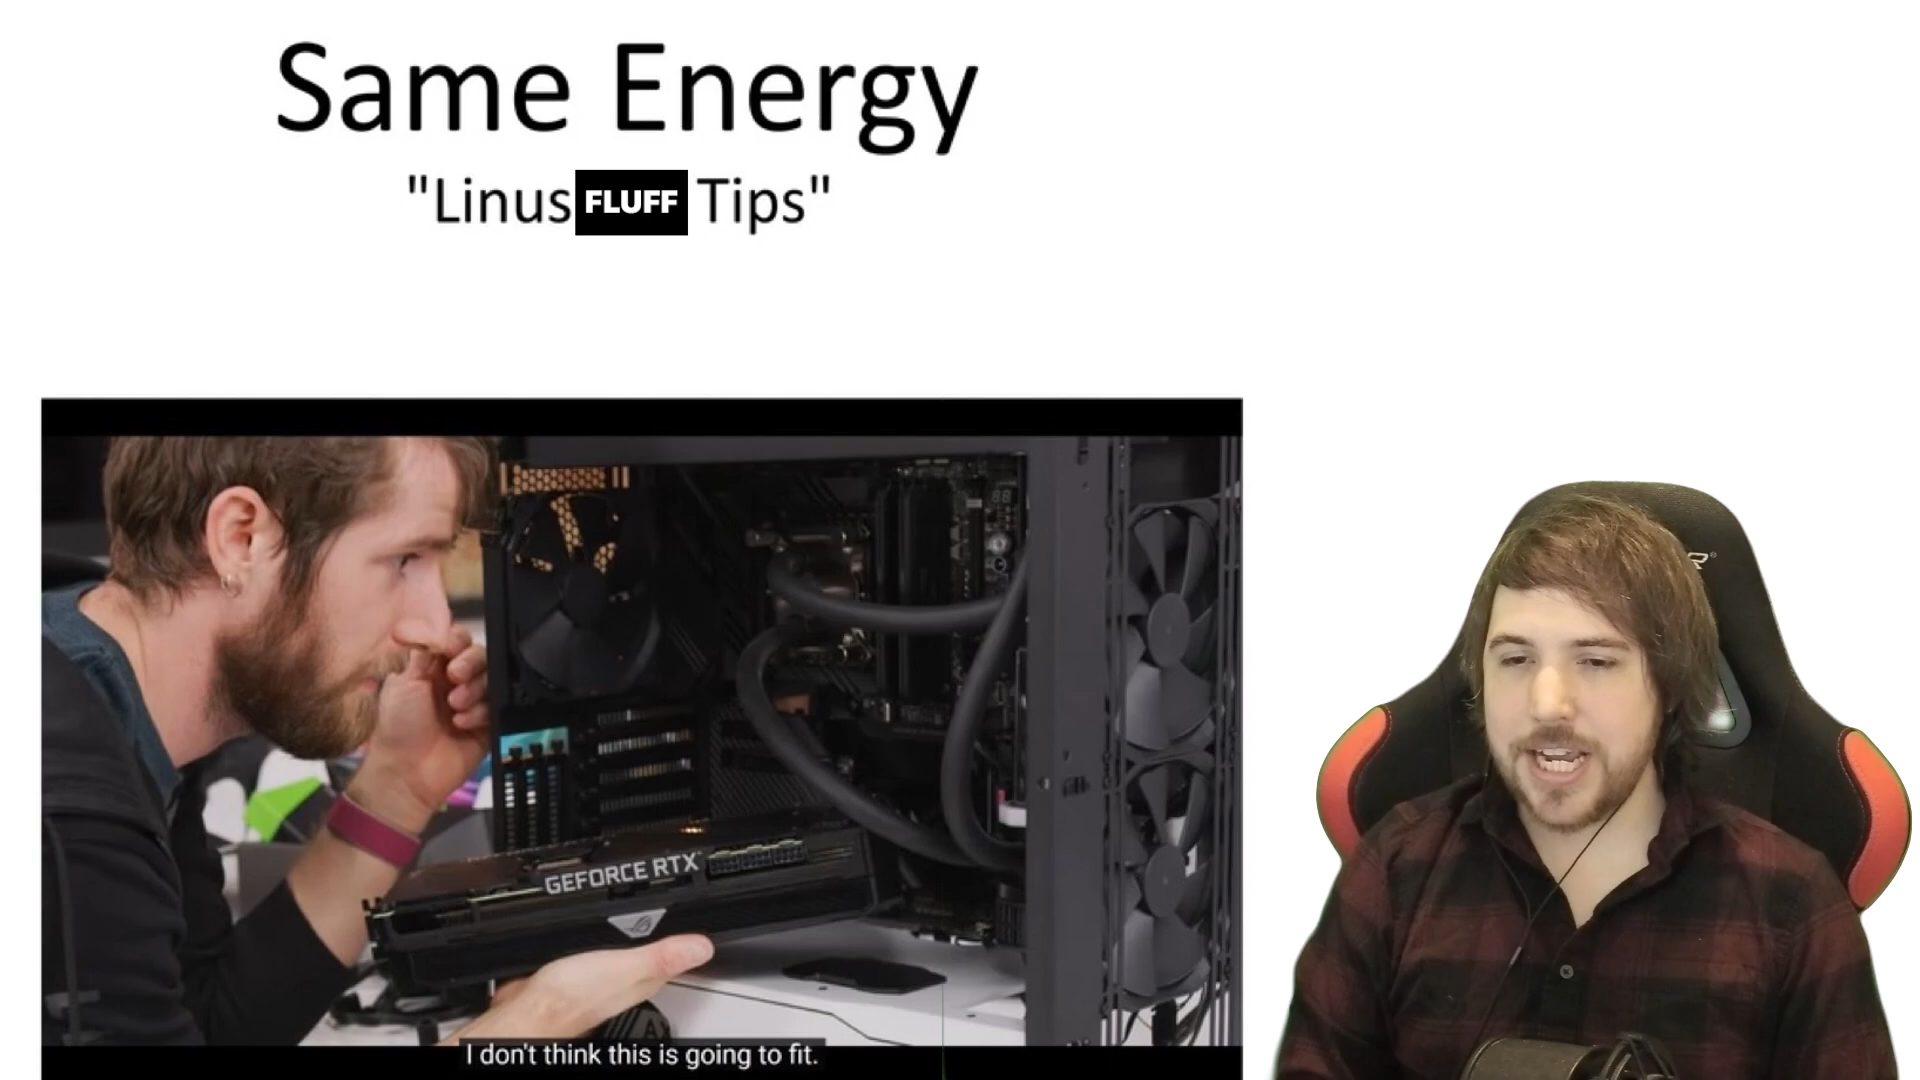 Same Energy
"Linus FLUFF Tips"
GEFORCE RTX
I don't think this is going to fit.